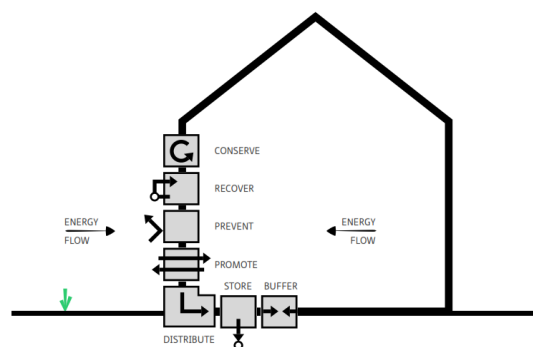 CONSERVE
RECOVER
ENERGY
FLOW
PREVENT
ENERGY
FLOW
PROMOTE
STORE
BUFFER
DISTRIBUTE